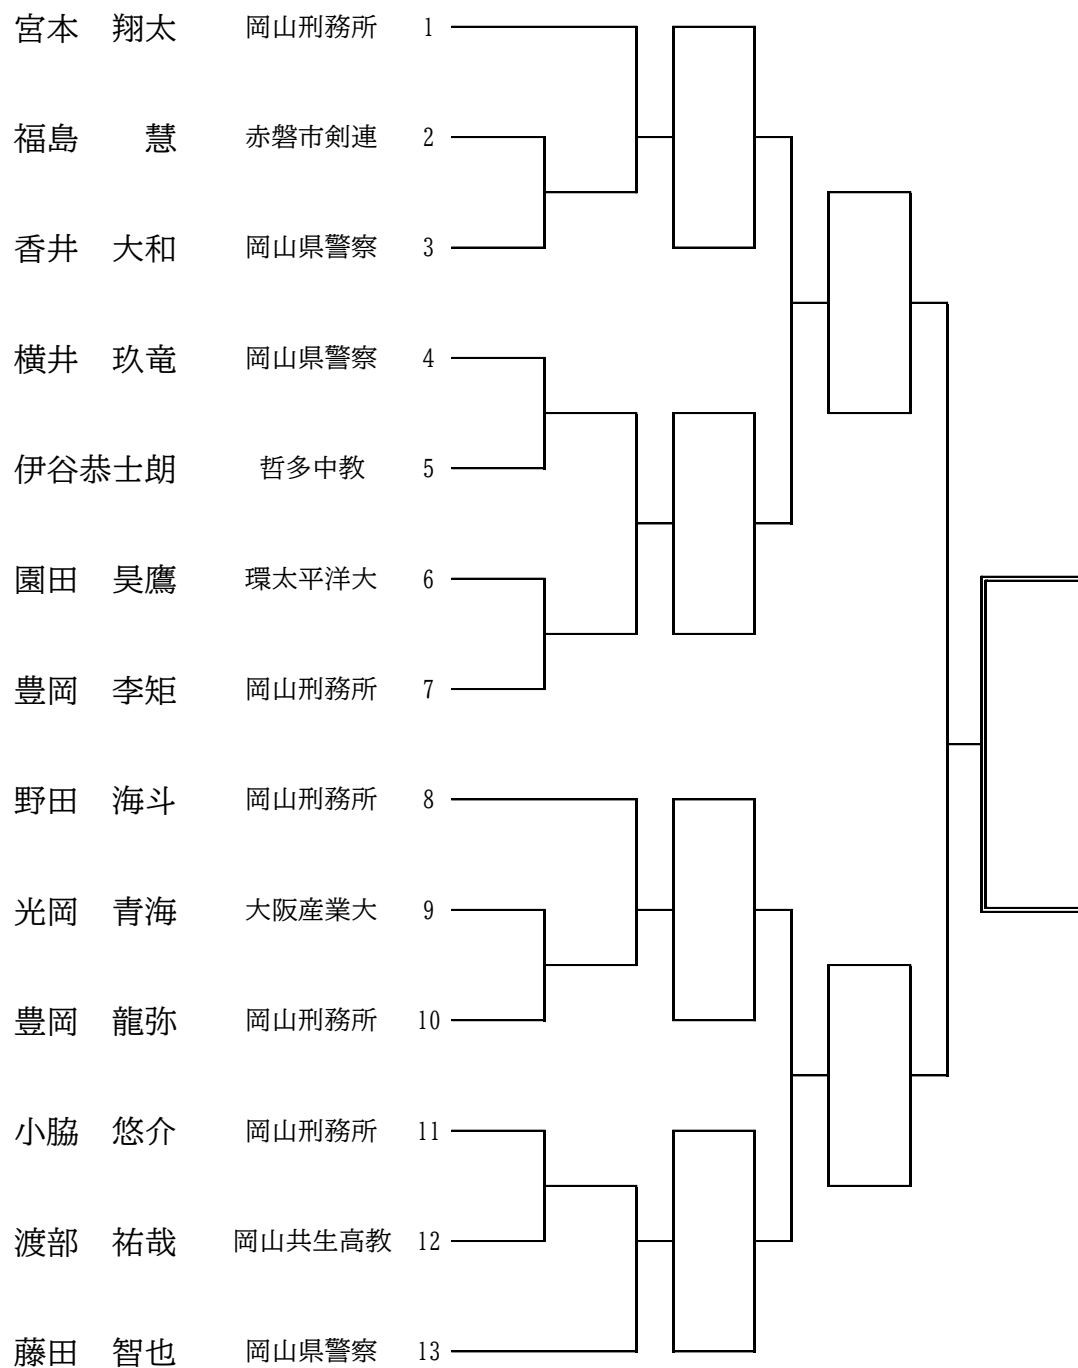 宮本　翔太　岡山刑務所　1
福島　　慧　赤磐市剣連　2
香井　大和　岡山県警察　3
横井　玖竜　岡山県警察　4
伊谷恭士朗　哲多中教　5
園田　昊鷹　環太平洋大　6
豊岡　李矩　岡山刑務所　7
野田　海斗　岡山刑務所　8
光岡　青海　大阪産業大　9
豊岡　龍弥　岡山刑務所　10
小脇　悠介　岡山刑務所　11
渡部　祐哉　岡山共生高教　12
藤田　智也　岡山県警察　13